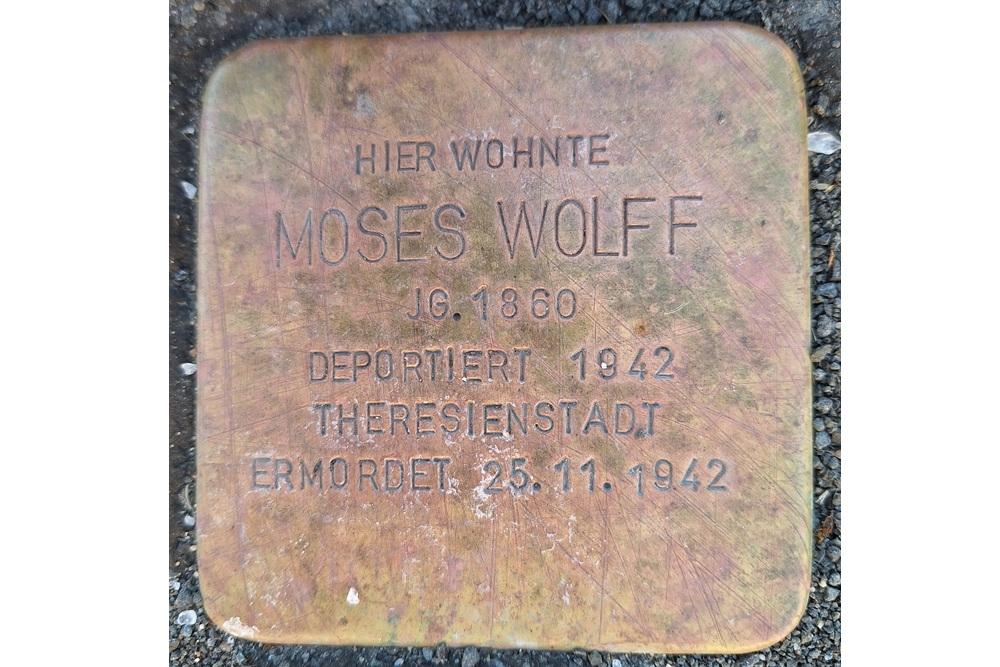 HIER WOHNTE
MOSES WOLFF
JG. 1860
DEPORTIERT 1942
THERESIENSTADT
ERMORDET 25.11.1942